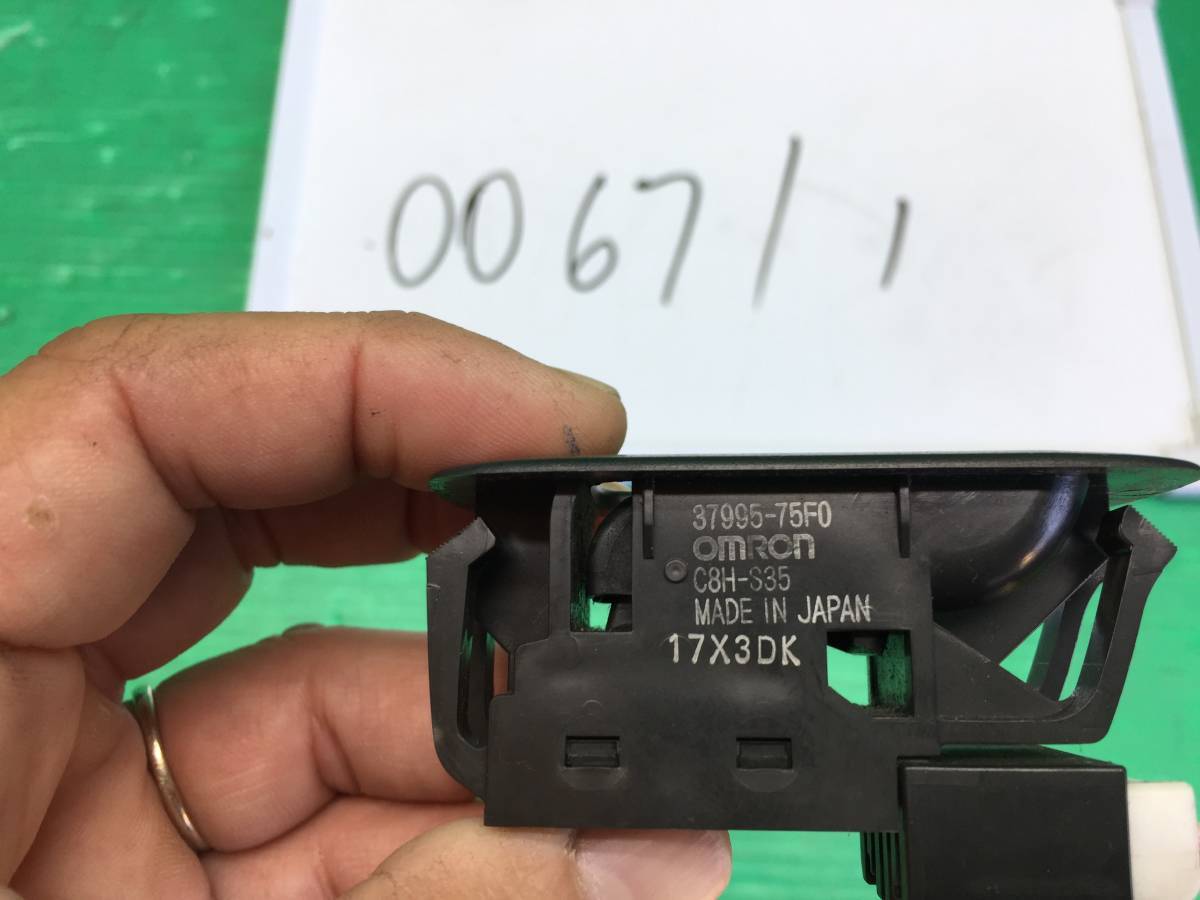 0067/1
37995-75F0
OMRON
C8H-S35
MADE IN JAPAN
17X3DK